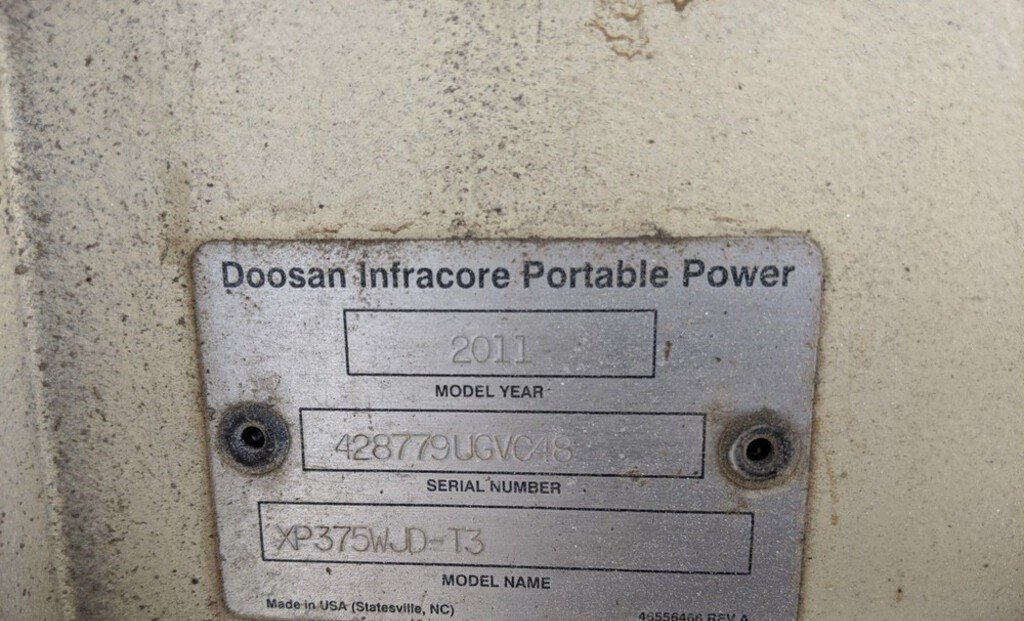 Doosan Infracore Portable Power
2011
MODEL YEAR
428779UGVC48
SERIAL NUMBER
XP375WJD-T3
MODEL NAME
Made in USA (Statesville, NC)
REV A